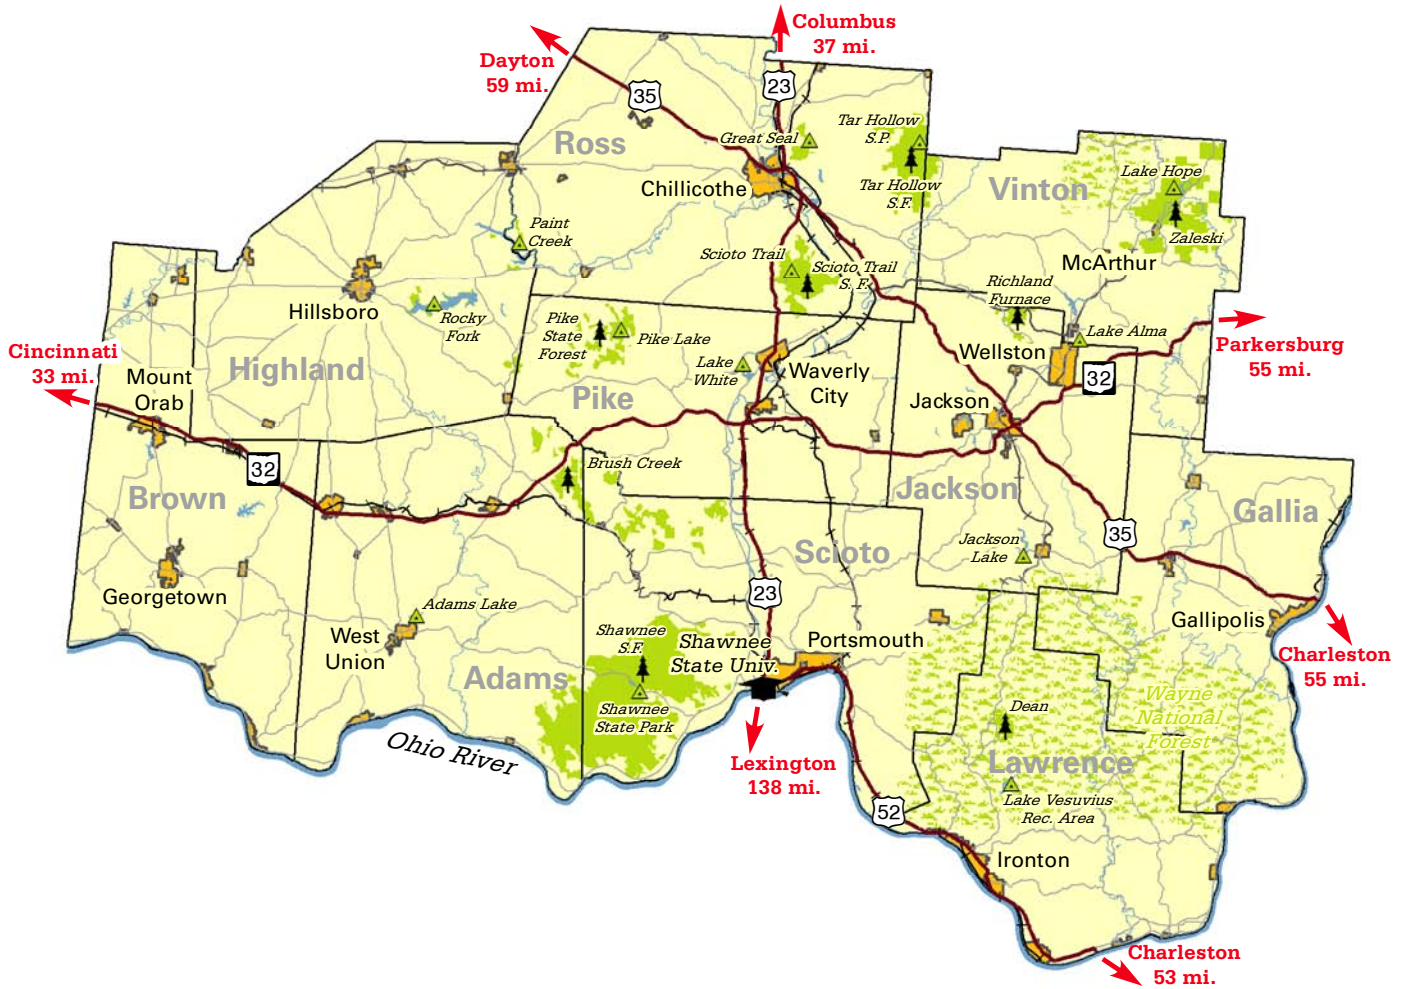 Columbus
37 mi.
Dayton
59 mi.
35
23
Great Seal
Tar Hollow
S.P.
Ross
Chillicothe
Tar Hollow
S.F.
Vinton
Lake Hope
Zaleski
Paint
Creek
Scioto Trail
Scioto Trail
S. F.
McArthur
Hillsboro
Rocky
Fork
Richland
Furnace
Pike
State
Forest
Pike Lake
Lake Alma
Parkersburg
55 mi.
Cincinnati
33 mi.
Highland
Mount
Orab
Lake
White
Waverly
City
Wellston
32
Pike
Jackson
32
Brush Creek
Brown
Jackson
Gallia
35
Scioto
Jackson
Lake
Georgetown
23
Adams Lake
West
Union
Shawnee
S.F.
Shawnee
State Univ.
Portsmouth
Gallipolis
Charleston
55 mi.
Adams
Shawnee
State Park
Wayne
National
Forest
Dean
Ohio River
Lexington
138 mi.
Lawrence
Lake Vesuvius
Rec. Area
52
Ironton
Charleston
53 mi.